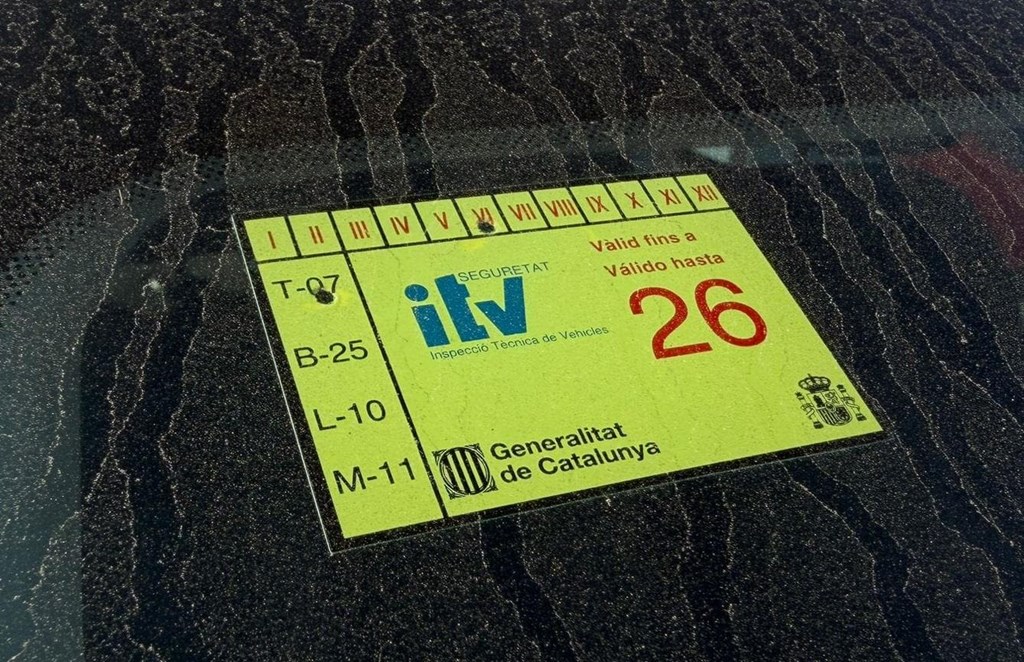 I II III IV V VI VII VIII IX X XI XII
Vàlid fins a
Válido hasta
26
SEGURETAT
itv
Inspecció Tècnica de Vehicles
T-07
B-25
L-10
M-11
Generalitat
de Catalunya